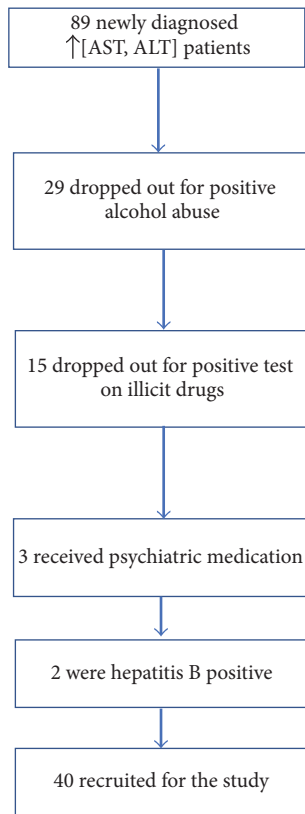 89 newly diagnosed
↑[AST, ALT] patients
29 dropped out for positive
alcohol abuse
15 dropped out for positive test
on illicit drugs
3 received psychiatric medication
2 were hepatitis B positive
40 recruited for the study